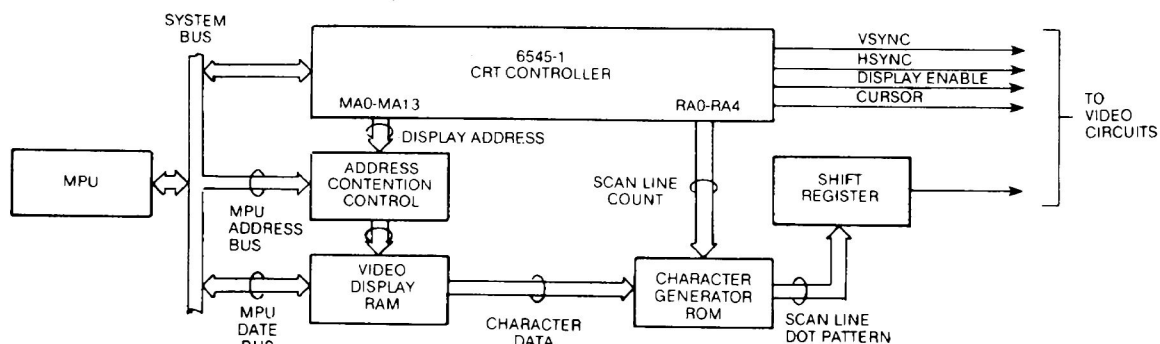 SYSTEM
BUS
6545-1
CRT CONTROLLER
MA0-MA13
RA0-RA4
VSYNC
HSYNC
DISPLAY ENABLE
CURSOR
TO
VIDEO
CIRCUITS
DISPLAY ADDRESS
MPU
ADDRESS
CONTENTION
CONTROL
MPU
ADDRESS
BUS
SCAN LINE
COUNT
SHIFT
REGISTER
VIDEO
DISPLAY
RAM
CHARACTER
GENERATOR
ROM
MPU
DATE
BUS
CHARACTER
DATA
SCAN LINE
DOT PATTERN